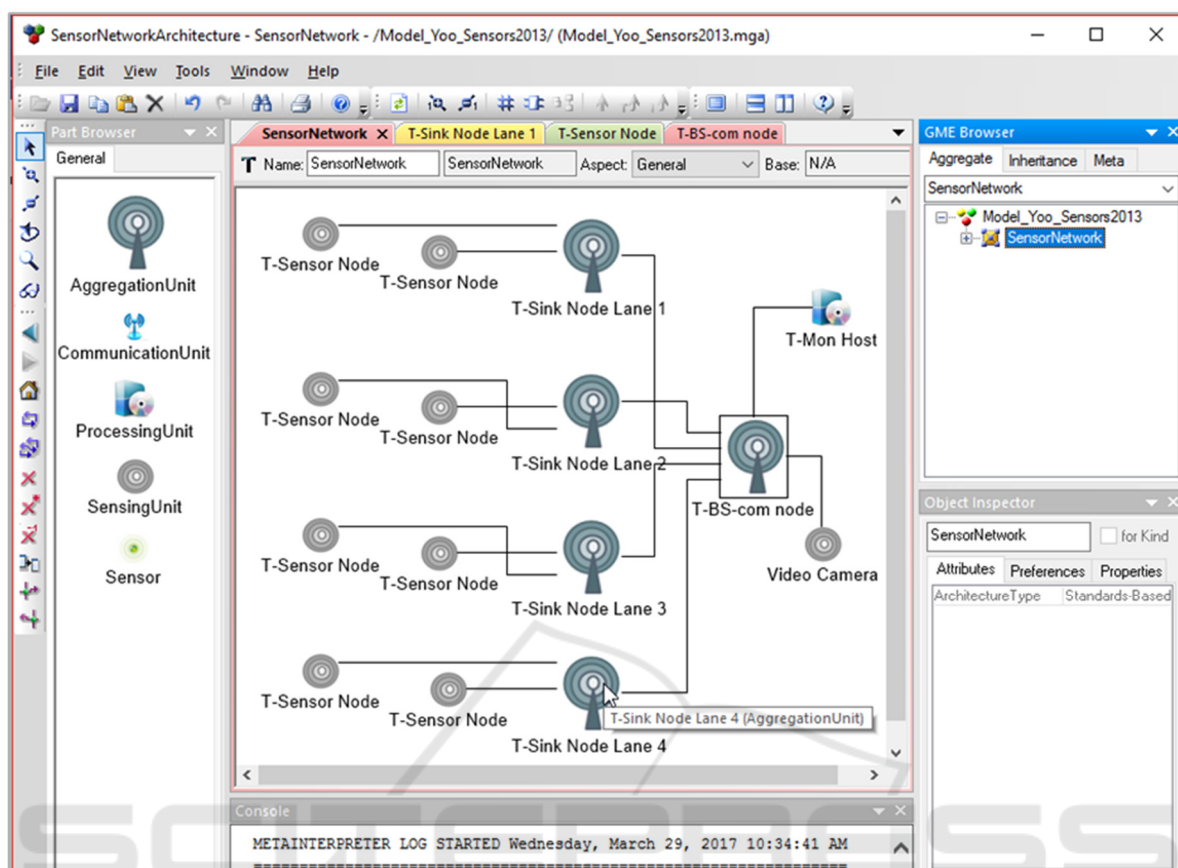 SensorNetworkArchitecture - SensorNetwork - /Model_Yoo_Sensors2013/ (Model_Yoo_Sensors2013.mga)
File Edit View Tools Window Help
Part Browser
General
AggregationUnit
CommunicationUnit
ProcessingUnit
SensingUnit
Sensor
SensorNetwork T-Sink Node Lane 1 T-Sensor Node T-BS-com node
Name: SensorNetwork SensorNetwork Aspect: General Base: N/A
T-Sensor Node
T-Sensor Node
T-Sink Node Lane 1
T-Mon Host
T-Sensor Node
T-Sensor Node
T-Sink Node Lane 2
T-BS-com node
T-Sensor Node
T-Sensor Node
Video Camera
T-Sink Node Lane 3
T-Sensor Node
T-Sensor Node
T-Sink Node Lane 4 (AggregationUnit)
T-Sink Node Lane 4
Console
METAINTERPRETER LOG STARTED Wednesday, March 29, 2017 10:34:41 AM
GME Browser
Aggregate Inheritance Meta
SensorNetwork
Model_Yoo_Sensors2013
SensorNetwork
Object Inspector
SensorNetwork for Kind
Attributes Preferences Properties
ArchitectureType Standards-Based